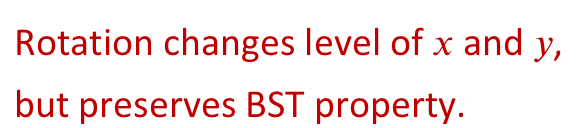 Rotation changes level of x and y,
but preserves BST property.